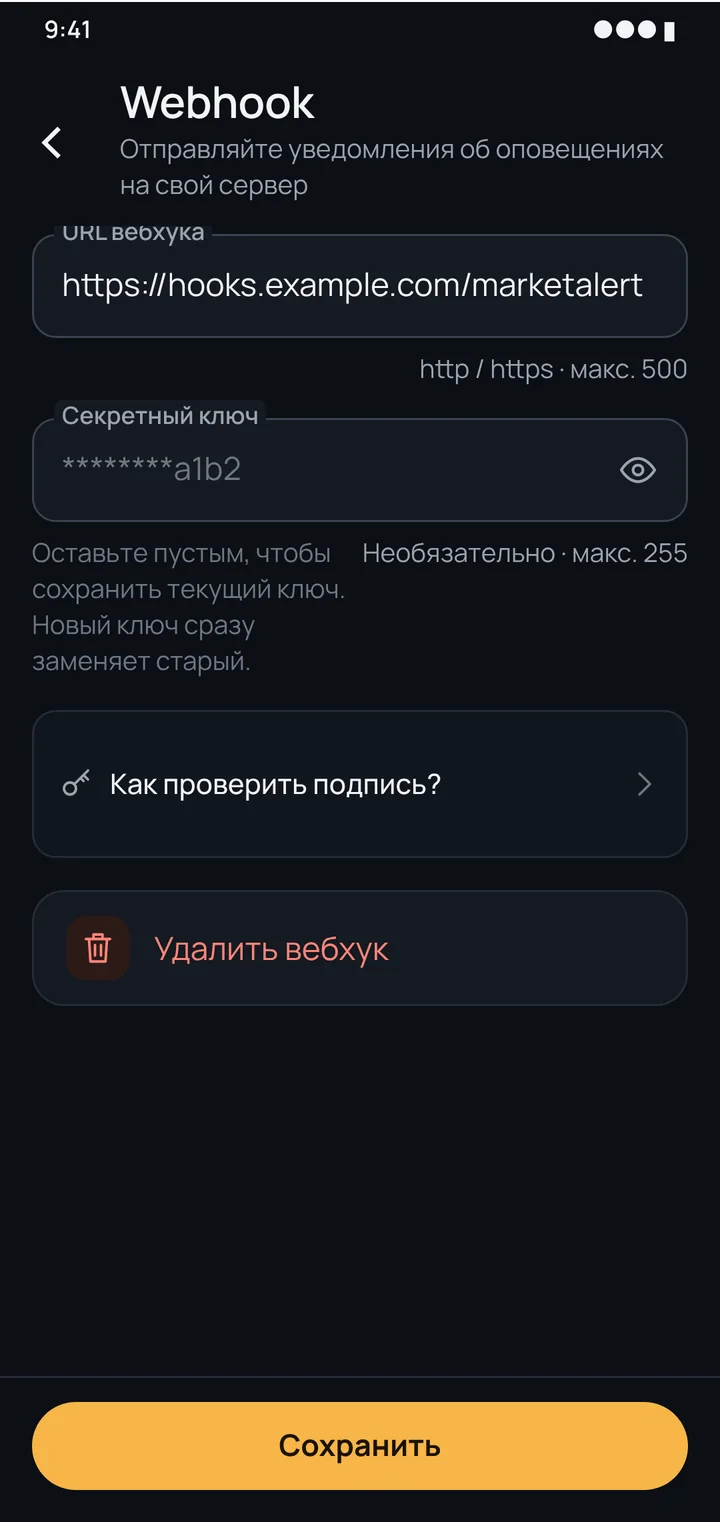 9:41
Webhook
Отправляйте уведомления об оповещениях
на свой сервер
URL вебхука
https://hooks.example.com/marketalert
http / https · макс. 500
Секретный ключ
********a1b2
Оставьте пустым, чтобы
сохранить текущий ключ.
Новый ключ сразу
заменяет старый.
Необязательно · макс. 255
Как проверить подпись?
Удалить вебхук
Сохранить